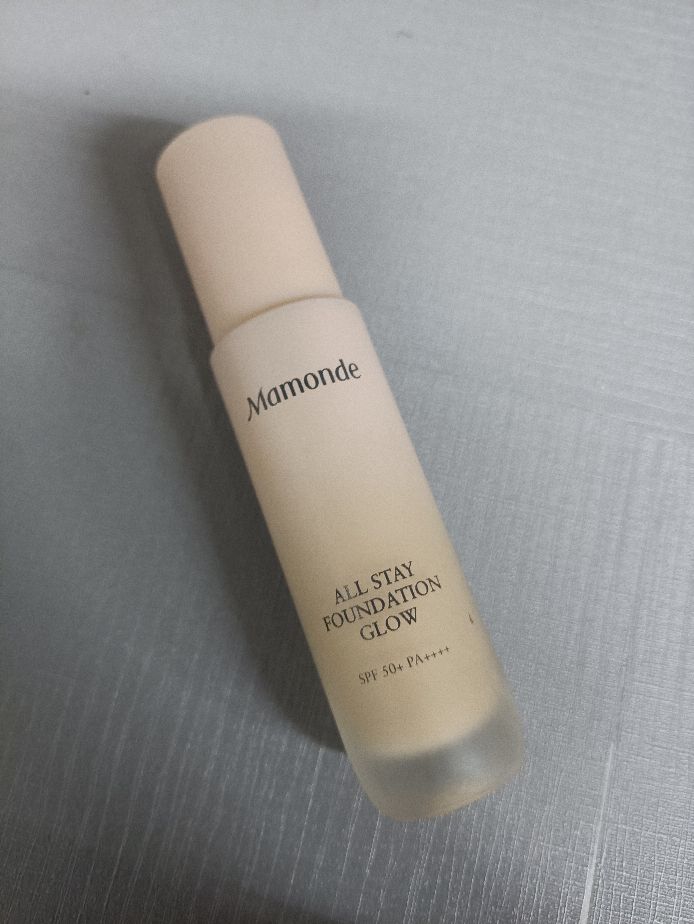 Mamonde
ALL STAY
FOUNDATION
GLOW
SPF 50+ PA++++